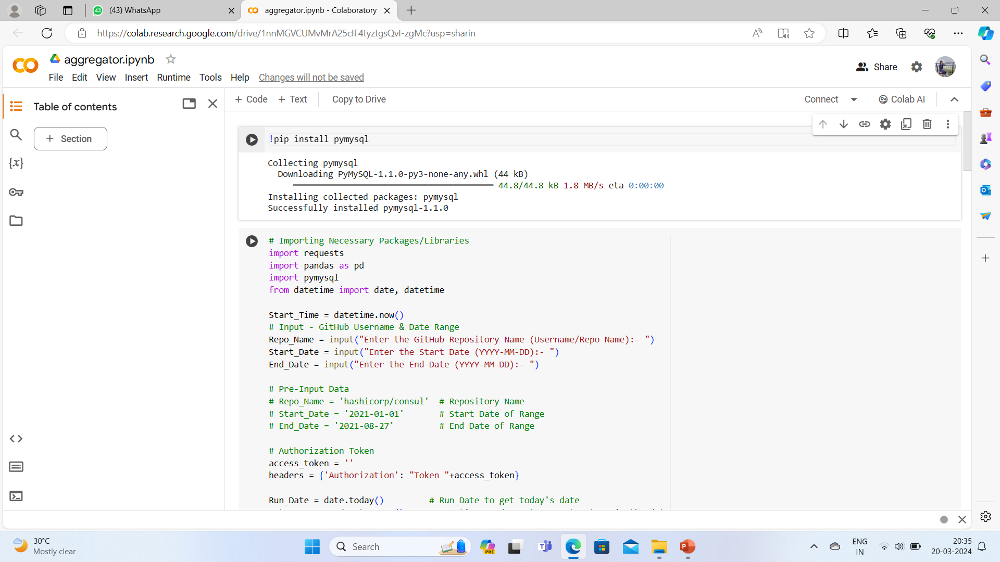 (43) WhatsApp
aggregator.ipynb - Colaboratory
https://colab.research.google.com/drive/1nnMGVCUMvMrA25cIF4tyztgsQvI-zgMc?usp=sharin
aggregator.ipynb
Share
File Edit View Insert Runtime Tools Help Changes will not be saved
Table of contents
+ Code + Text Copy to Drive
Connect
Colab AI
+ Section
!pip install pymysql
Collecting pymysql
Downloading PyMySQL-1.1.0-py3-none-any.whl (44 kB)
44.8/44.8 kB 1.8 MB/s eta 0:00:00
Installing collected packages: pymysql
Successfully installed pymysql-1.1.0
# Importing Necessary Packages/Libraries
import requests
import pandas as pd
import pymysql
from datetime import date, datetime
Start_Time = datetime.now()
# Input - GitHub Username & Date Range
Repo_Name = input("Enter the GitHub Repository Name (Username/Repo Name):- ")
Start_Date = input("Enter the Start Date (YYYY-MM-DD):- ")
End_Date = input("Enter the End Date (YYYY-MM-DD):- ")
# Pre-Input Data
# Repo_Name = 'hashicorp/consul' # Repository Name
# Start_Date = '2021-01-01' # Start Date of Range
# End_Date = '2021-08-27' # End Date of Range
# Authorization Token
access_token = ''
headers = {'Authorization': "Token "+access_token}
Run_Date = date.today() # Run_Date to get today's date
30°C
Mostly clear
Search
PRE
ENG
IN
20:35
20-03-2024